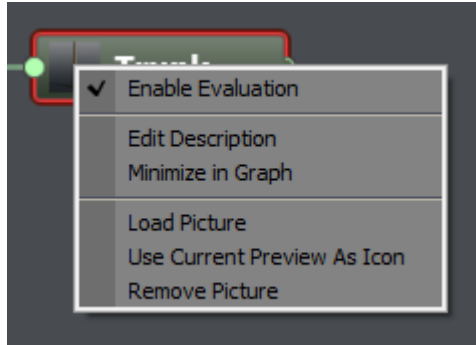 Enable Evaluation
Edit Description
Minimize in Graph
Load Picture
Use Current Preview As Icon
Remove Picture